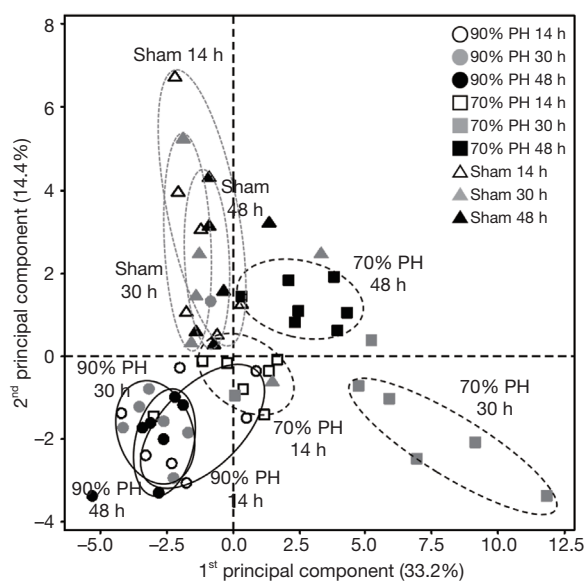 8
6
4
2
0
−2
−4
2nd principal component (14.4%)
−5.0
−2.5
0.0
2.5
5.0
7.5
10.0
12.5
1st principal component (33.2%)
90% PH 14 h
90% PH 30 h
90% PH 48 h
70% PH 14 h
70% PH 30 h
70% PH 48 h
Sham 14 h
Sham 30 h
Sham 48 h
Sham 14 h
Sham
48 h
Sham
30 h
70% PH
48 h
90% PH
30 h
70% PH
30 h
70% PH
14 h
90% PH
14 h
90% PH
48 h